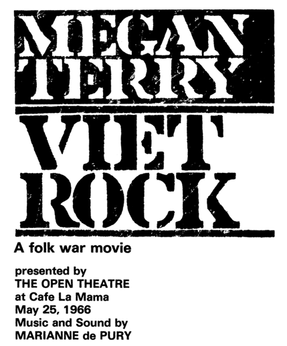 MEGAN
TERRY
VIET
ROCK
A folk war movie
presented by
THE OPEN THEATRE
at Cafe La Mama
May 25, 1966
Music and Sound by
MARIANNE de PURY